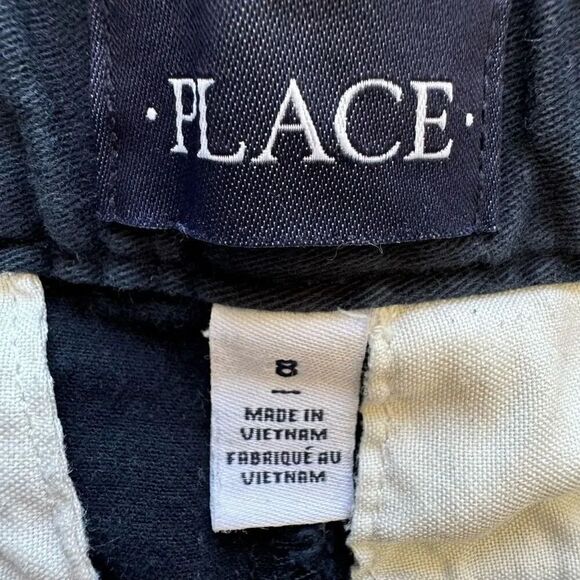 · PLACE ·
8
MADE IN
VIETNAM
FABRIQUÉ AU
VIETNAM